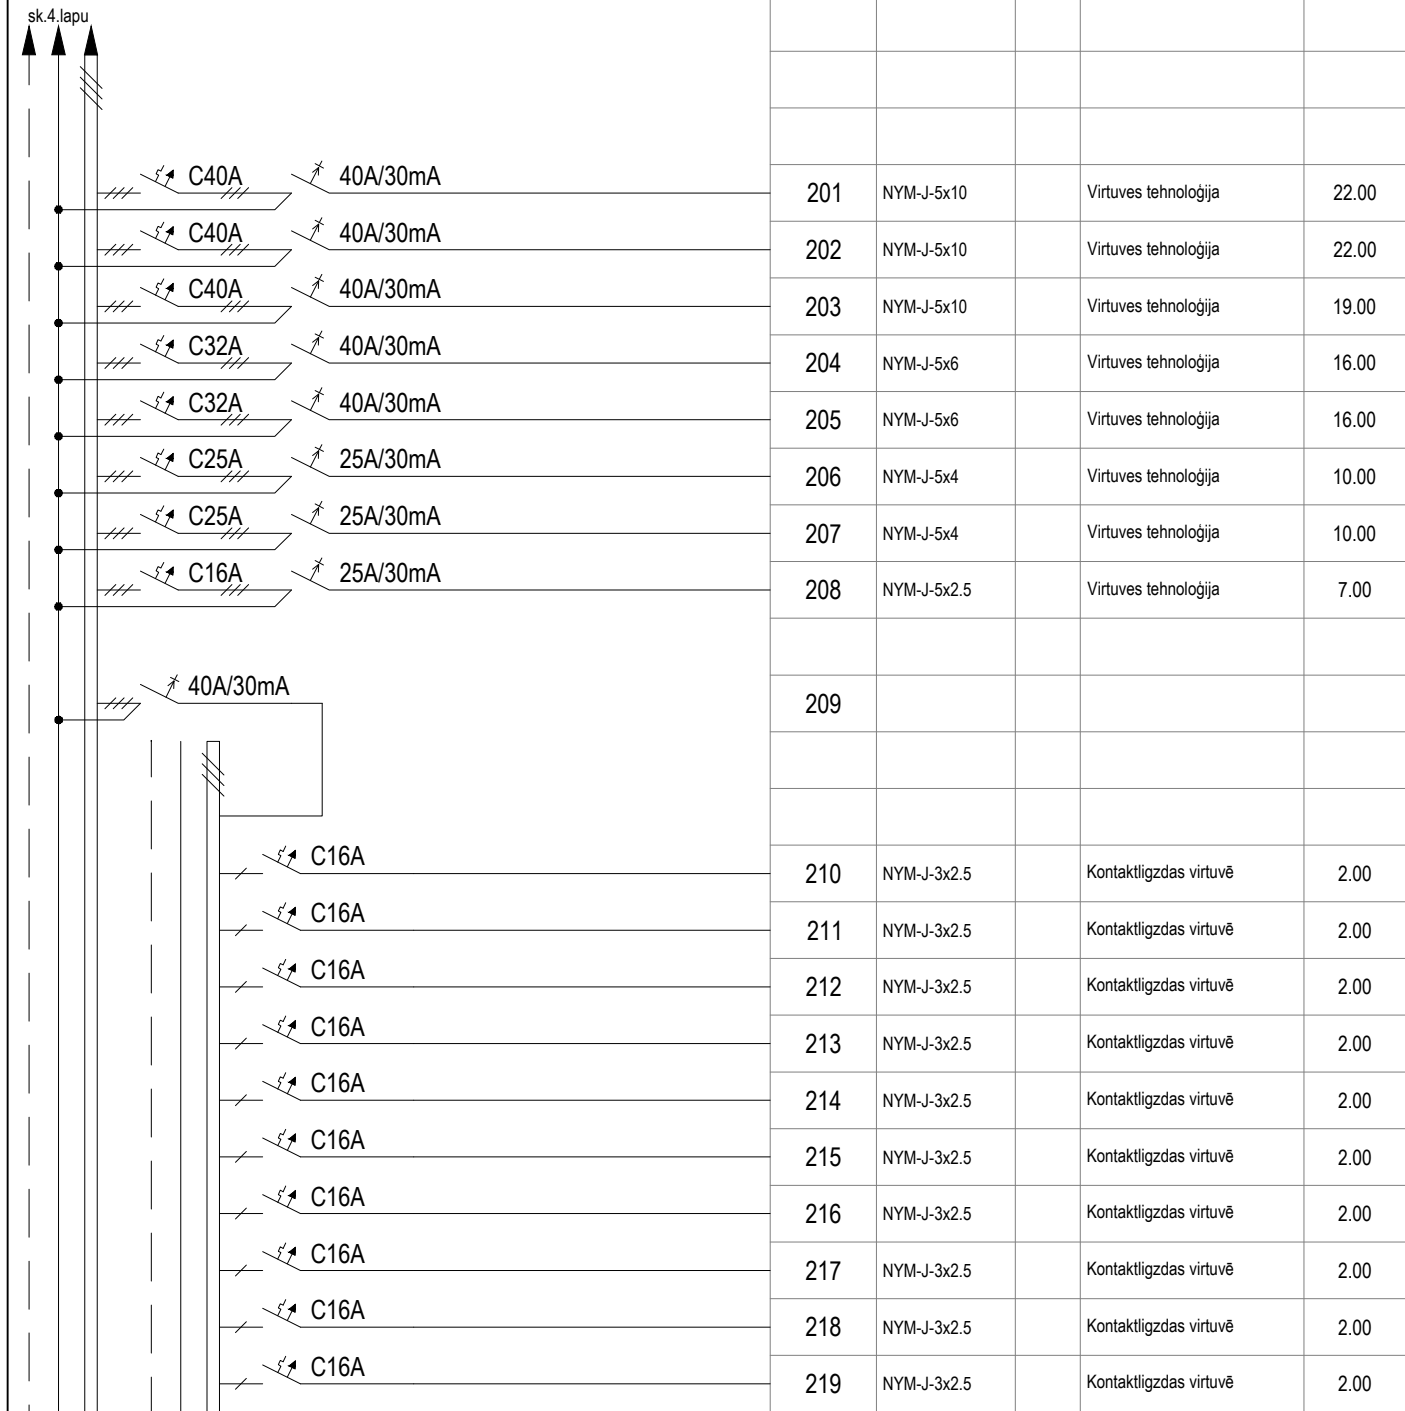 sk.4.lapu
C40A 40A/30mA 201 NYM-J-5x10 Virtuves tehnoloģija 22.00
C40A 40A/30mA 202 NYM-J-5x10 Virtuves tehnoloģija 22.00
C40A 40A/30mA 203 NYM-J-5x10 Virtuves tehnoloģija 19.00
C32A 40A/30mA 204 NYM-J-5x6 Virtuves tehnoloģija 16.00
C32A 40A/30mA 205 NYM-J-5x6 Virtuves tehnoloģija 16.00
C25A 25A/30mA 206 NYM-J-5x4 Virtuves tehnoloģija 10.00
C25A 25A/30mA 207 NYM-J-5x4 Virtuves tehnoloģija 10.00
C16A 25A/30mA 208 NYM-J-5x2.5 Virtuves tehnoloģija 7.00
40A/30mA 209
C16A 210 NYM-J-3x2.5 Kontaktligzdas virtuvē 2.00
C16A 211 NYM-J-3x2.5 Kontaktligzdas virtuvē 2.00
C16A 212 NYM-J-3x2.5 Kontaktligzdas virtuvē 2.00
C16A 213 NYM-J-3x2.5 Kontaktligzdas virtuvē 2.00
C16A 214 NYM-J-3x2.5 Kontaktligzdas virtuvē 2.00
C16A 215 NYM-J-3x2.5 Kontaktligzdas virtuvē 2.00
C16A 216 NYM-J-3x2.5 Kontaktligzdas virtuvē 2.00
C16A 217 NYM-J-3x2.5 Kontaktligzdas virtuvē 2.00
C16A 218 NYM-J-3x2.5 Kontaktligzdas virtuvē 2.00
C16A 219 NYM-J-3x2.5 Kontaktligzdas virtuvē 2.00